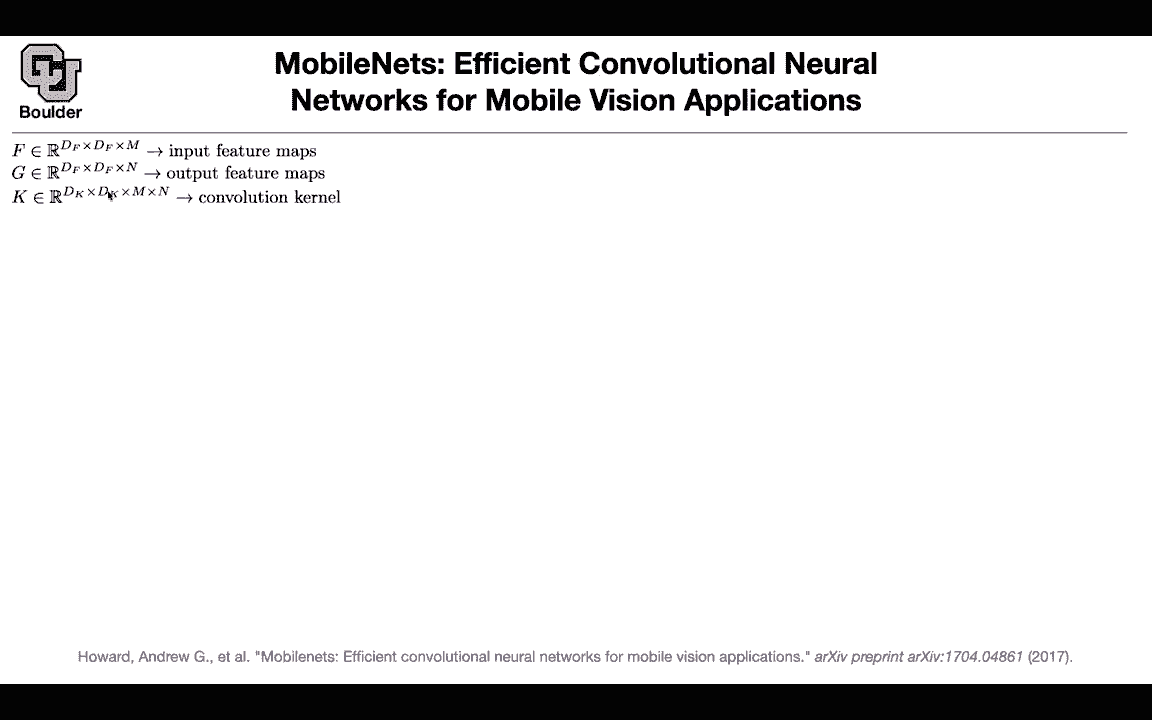 CU
Boulder
MobileNets: Efficient Convolutional Neural
Networks for Mobile Vision Applications
$F \in \mathbb{R}^{D_F \times D_F \times M} \rightarrow$ input feature maps
$G \in \mathbb{R}^{D_F \times D_F \times N} \rightarrow$ output feature maps
$K \in \mathbb{R}^{D_K \times D_K \times M \times N} \rightarrow$ convolution kernel
Howard, Andrew G., et al. "Mobilenets: Efficient convolutional neural networks for mobile vision applications." arXiv preprint arXiv:1704.04861 (2017).